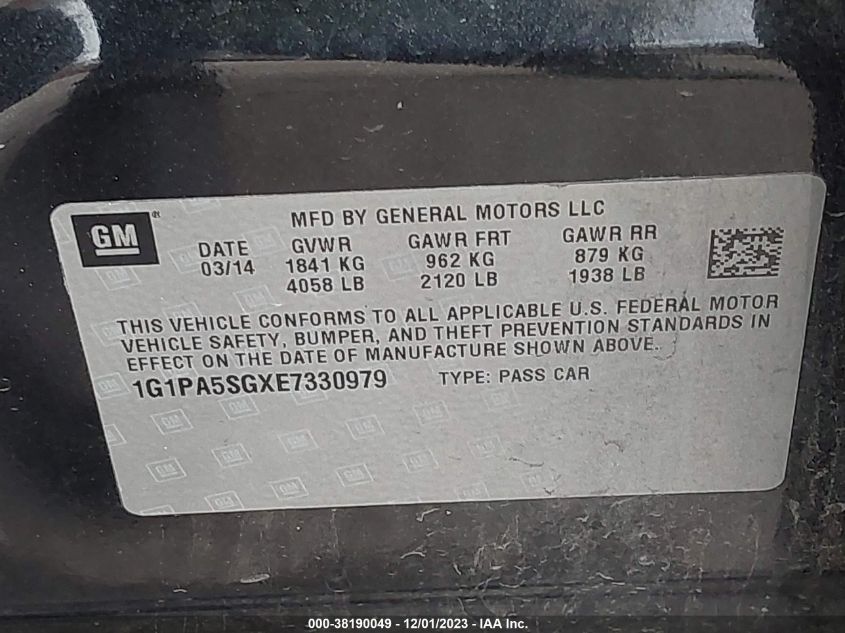 GM ®
MFD BY GENERAL MOTORS LLC
DATE GVWR GAWR FRT GAWR RR
03/14 1841 KG 962 KG 879 KG
4058 LB 2120 LB 1938 LB
THIS VEHICLE CONFORMS TO ALL APPLICABLE U.S. FEDERAL MOTOR
VEHICLE SAFETY, BUMPER, AND THEFT PREVENTION STANDARDS IN
EFFECT ON THE DATE OF MANUFACTURE SHOWN ABOVE.
1G1PA5SGXE7330979 TYPE: PASS CAR
000-38190049 - 12/01/2023 - IAA Inc.